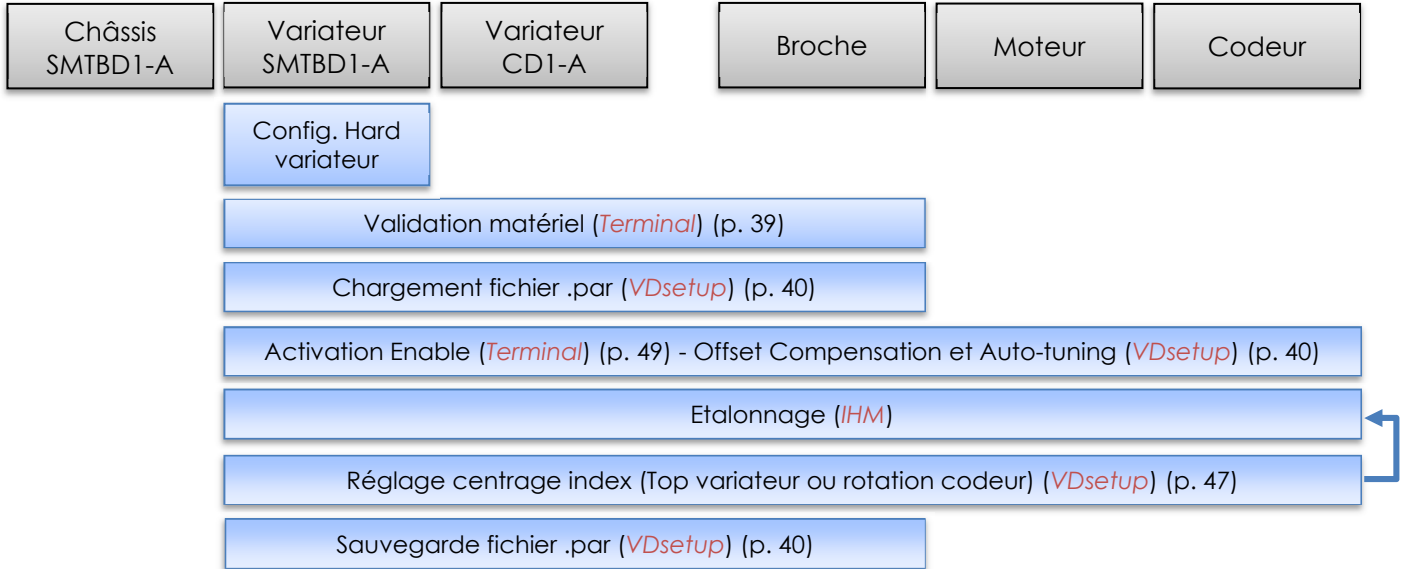 Châssis
SMTBD1-A
Variateur
SMTBD1-A
Variateur
CD1-A
Broche
Moteur
Codeur
Config. Hard
variateur
Validation matériel (Terminal) (p. 39)
Chargement fichier .par (VDsetup) (p. 40)
Activation Enable (Terminal) (p. 49) - Offset Compensation et Auto-tuning (VDsetup) (p. 40)
Etalonnage (IHM)
Réglage centrage index (Top variateur ou rotation codeur) (VDsetup) (p. 47)
Sauvegarde fichier .par (VDsetup) (p. 40)